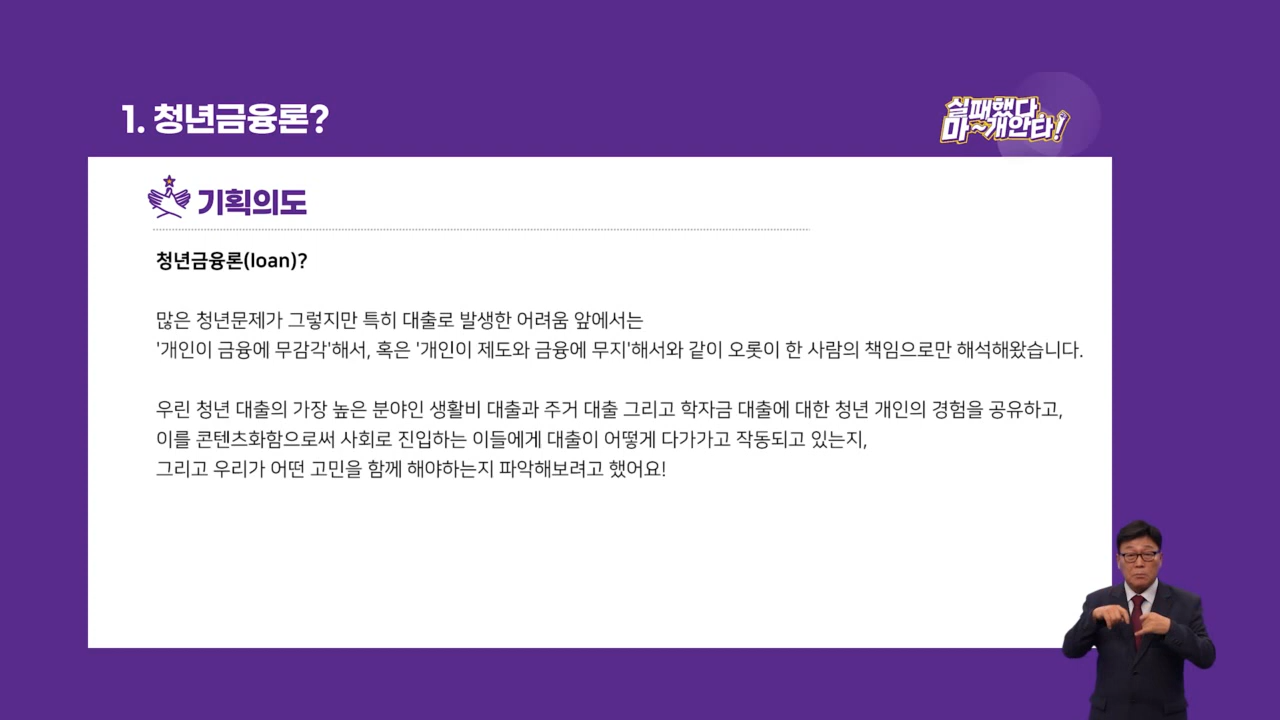 1. 청년금융론?
실패했다,
마~개안타!
기획의도
청년금융론(loan)?
많은 청년문제가 그렇지만 특히 대출로 발생한 어려움 앞에서는
'개인이 금융에 무감각'해서, 혹은 '개인이 제도와 금융에 무지'해서와 같이 오롯이 한 사람의 책임으로만 해석해왔습니다.
우린 청년 대출의 가장 높은 분야인 생활비 대출과 주거 대출 그리고 학자금 대출에 대한 청년 개인의 경험을 공유하고,
이를 콘텐츠화함으로써 사회로 진입하는 이들에게 대출이 어떻게 다가가고 작동되고 있는지,
그리고 우리가 어떤 고민을 함께 해야하는지 파악해보려고 했어요!